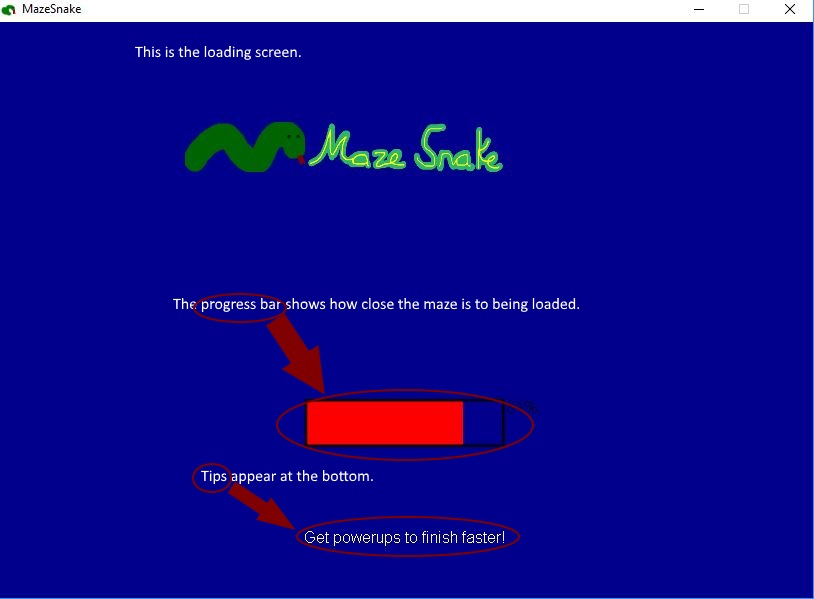 MazeSnake
This is the loading screen.
Maze Snake
The progress bar shows how close the maze is to being loaded.
Tips appear at the bottom.
Get powerups to finish faster!